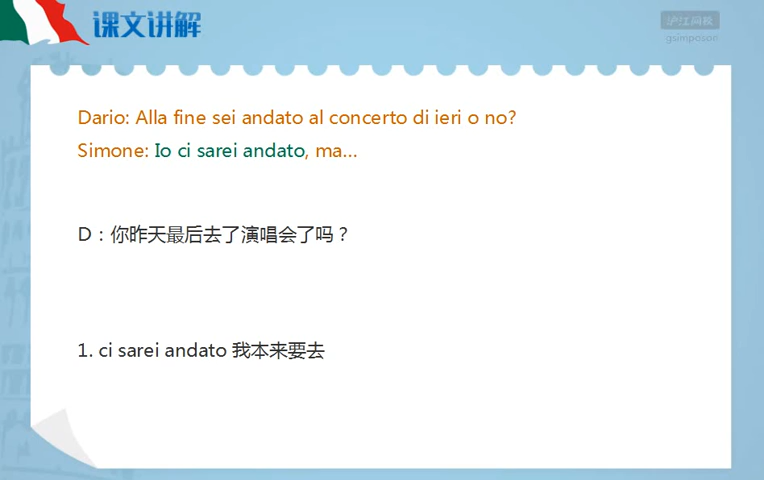 课文讲解
沪江网校
gsimpason
Dario: Alla fine sei andato al concerto di ieri o no?
Simone: Io ci sarei andato, ma...
D：你昨天最后去了演唱会了吗？
1. ci sarei andato 我本来要去